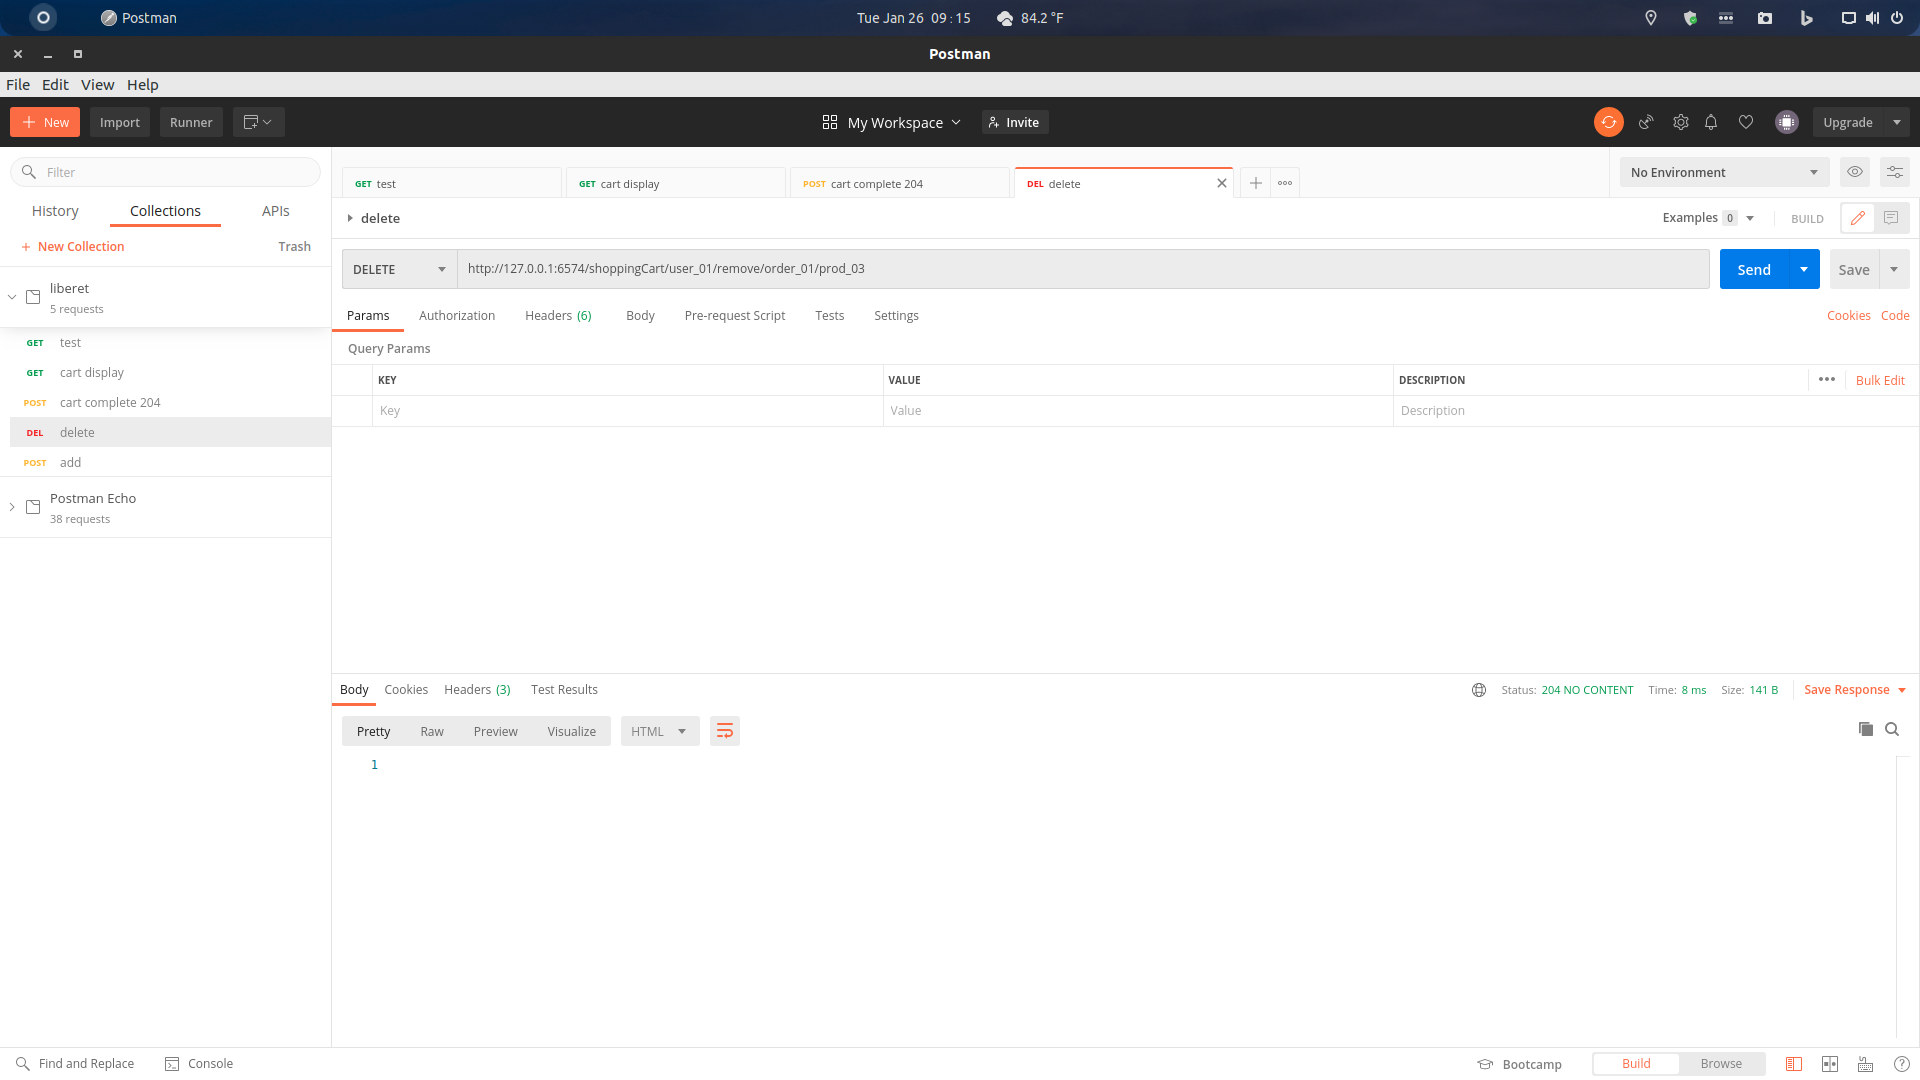 Postman
Tue Jan 26 09:15
84.2 °F
Postman
File Edit View Help
New
Import
Runner
My Workspace
Invite
Upgrade
Filter
History
Collections
APIs
+ New Collection
Trash
liberet
5 requests
GET test
GET cart display
POST cart complete 204
DEL delete
POST add
Postman Echo
38 requests
GET test
GET cart display
POST cart complete 204
DEL delete
No Environment
delete
Examples 0
BUILD
DELETE
http://127.0.0.1:6574/shoppingCart/user_01/remove/order_01/prod_03
Send
Save
Params
Authorization
Headers (6)
Body
Pre-request Script
Tests
Settings
Cookies
Code
Query Params
KEY
VALUE
DESCRIPTION
Bulk Edit
Key
Value
Description
Body
Cookies
Headers (3)
Test Results
Status: 204 NO CONTENT
Time: 8 ms
Size: 141 B
Save Response
Pretty
Raw
Preview
Visualize
HTML
1
Find and Replace
Console
Bootcamp
Build
Browse